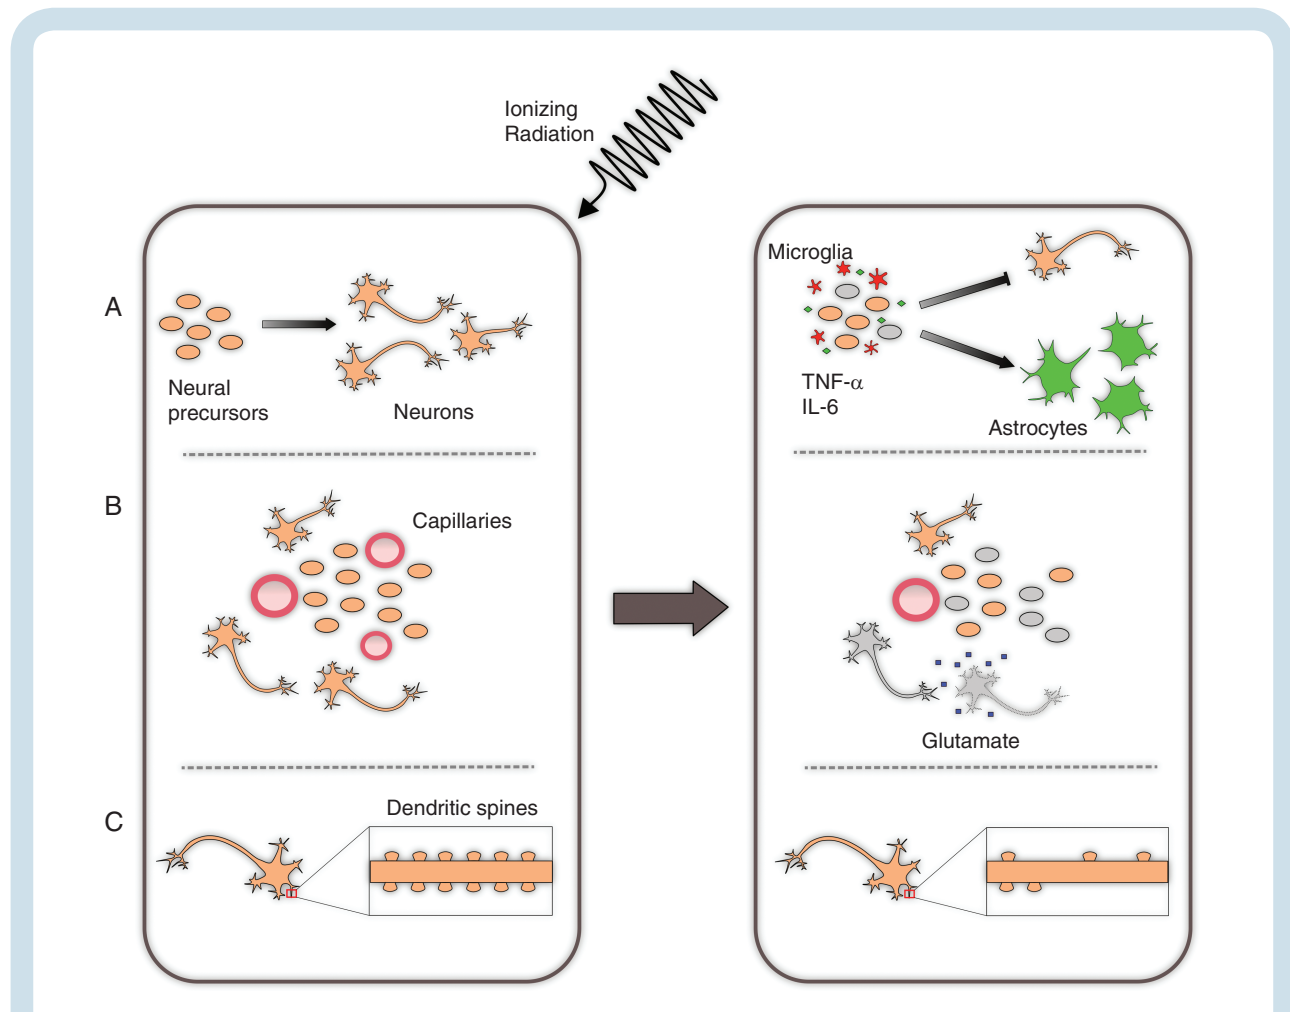 Ionizing
Radiation
A
Neural
precursors
Neurons
Microglia
TNF-α
IL-6
Astrocytes
B
Capillaries
Glutamate
C
Dendritic spines